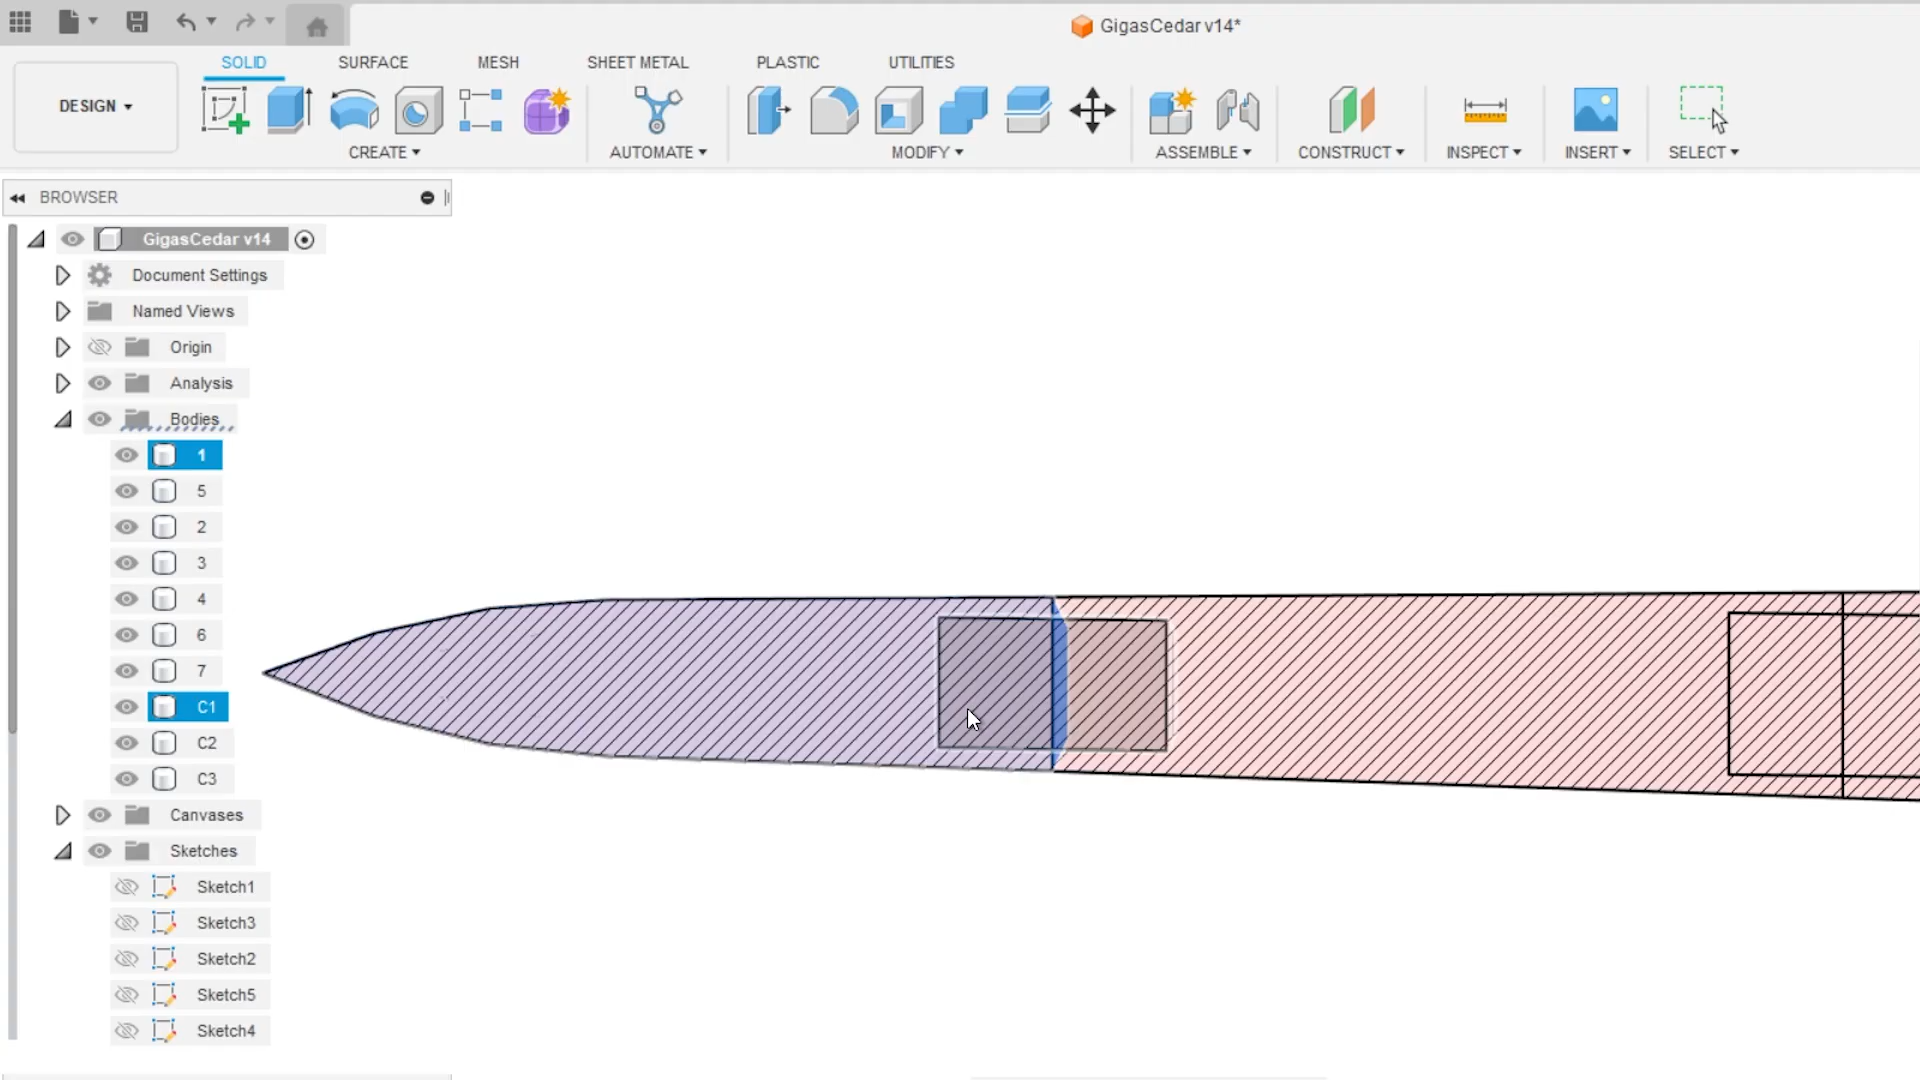 GigasCedar v14*
SOLID SURFACE MESH SHEET METAL PLASTIC UTILITIES
DESIGN
CREATE AUTOMATE MODIFY ASSEMBLE CONSTRUCT INSPECT INSERT SELECT
BROWSER
GigasCedar v14
Document Settings
Named Views
Origin
Analysis
Bodies
1
5
2
3
4
6
7
C1
C2
C3
Canvases
Sketches
Sketch1
Sketch3
Sketch2
Sketch5
Sketch4